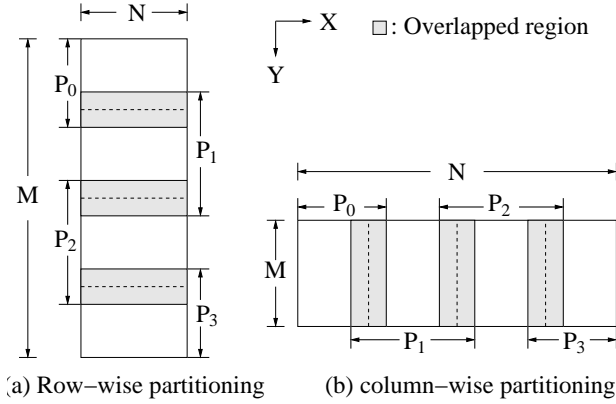 N
X
Y
: Overlapped region
P0
P1
M
P2
P3
N
P0
P2
M
P1
P3
(a) Row–wise partitioning
(b) column–wise partitioning